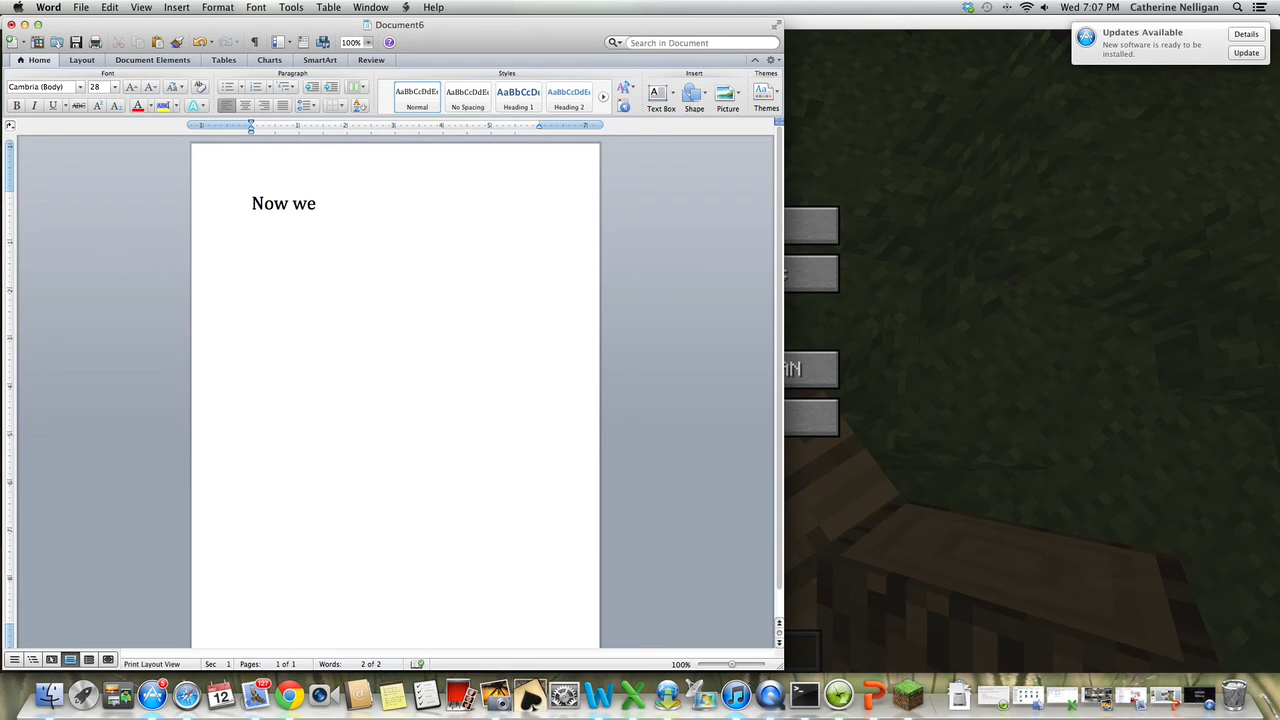 Word File Edit View Insert Format Font Tools Table Window Help
Wed 7:07 PM Catherine Nelligan
Document6
Updates Available
New software is ready to be installed.
Details
Update
100%
Search in Document
Home Layout Document Elements Tables Charts SmartArt Review
Font Paragraph Styles Insert Themes
Cambria (Body) 28
AaBbCcDdEe AaBbCcDdEe AaBbCcDc AaBbCcDdEe
Normal No Spacing Heading 1 Heading 2
Text Box Shape Picture Themes
Now we
AN
Print Layout View Sec 1 Pages: 1 of 1 Words: 2 of 2 100%